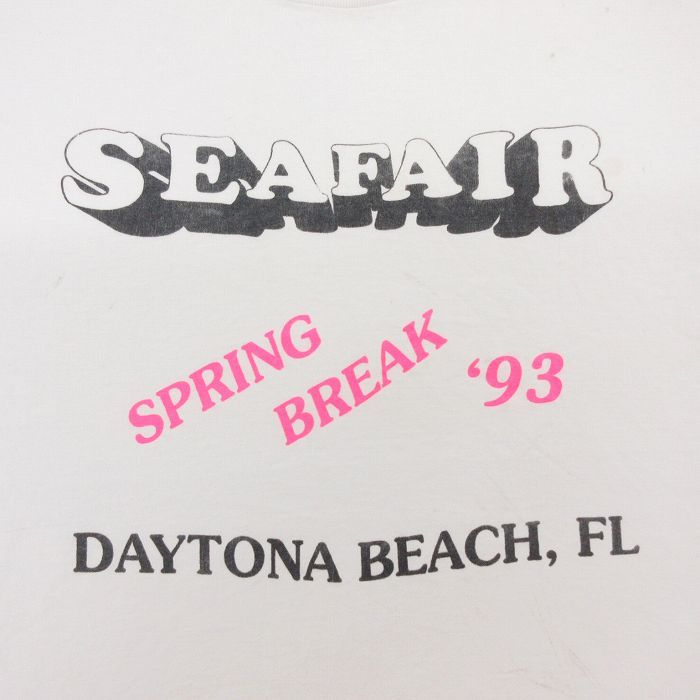 SEAFAIR
SPRING
BREAK '93
DAYTONA BEACH, FL